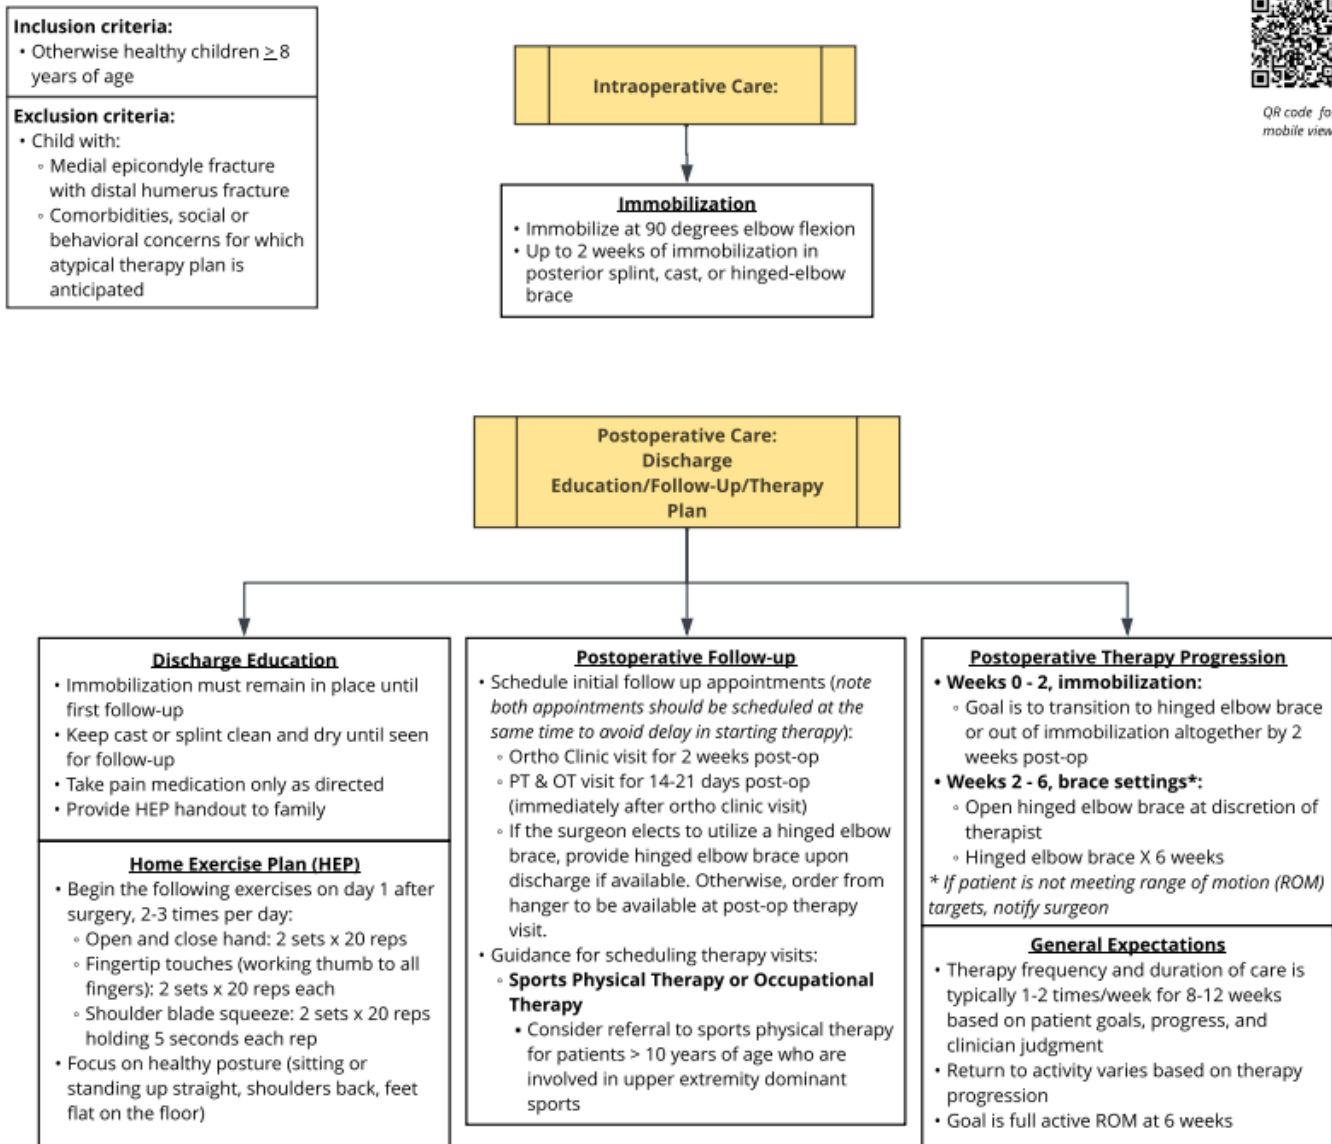 Inclusion criteria:
• Otherwise healthy children ≥ 8
years of age
Exclusion criteria:
• Child with:
◦ Medial epicondyle fracture
with distal humerus fracture
◦ Comorbidities, social or
behavioral concerns for which
atypical therapy plan is
anticipated
Intraoperative Care:
QR code fo
mobile view
Immobilization
• Immobilize at 90 degrees elbow flexion
• Up to 2 weeks of immobilization in
posterior splint, cast, or hinged-elbow
brace
Postoperative Care:
Discharge
Education/Follow-Up/Therapy
Plan
Discharge Education
• Immobilization must remain in place until
first follow-up
• Keep cast or splint clean and dry until seen
for follow-up
• Take pain medication only as directed
• Provide HEP handout to family
Home Exercise Plan (HEP)
• Begin the following exercises on day 1 after
surgery, 2-3 times per day:
◦ Open and close hand: 2 sets x 20 reps
◦ Fingertip touches (working thumb to all
fingers): 2 sets x 20 reps each
◦ Shoulder blade squeeze: 2 sets x 20 reps
holding 5 seconds each rep
• Focus on healthy posture (sitting or
standing up straight, shoulders back, feet
flat on the floor)
Postoperative Follow-up
• Schedule initial follow up appointments (note
both appointments should be scheduled at the
same time to avoid delay in starting therapy):
◦ Ortho Clinic visit for 2 weeks post-op
◦ PT & OT visit for 14-21 days post-op
(immediately after ortho clinic visit)
◦ If the surgeon elects to utilize a hinged elbow
brace, provide hinged elbow brace upon
discharge if available. Otherwise, order from
hanger to be available at post-op therapy
visit.
• Guidance for scheduling therapy visits:
◦ Sports Physical Therapy or Occupational
Therapy
▪ Consider referral to sports physical therapy
for patients > 10 years of age who are
involved in upper extremity dominant
sports
Postoperative Therapy Progression
• Weeks 0 - 2, immobilization:
◦ Goal is to transition to hinged elbow brace
or out of immobilization altogether by 2
weeks post-op
• Weeks 2 - 6, brace settings*:
◦ Open hinged elbow brace at discretion of
therapist
◦ Hinged elbow brace X 6 weeks
* If patient is not meeting range of motion (ROM)
targets, notify surgeon
General Expectations
• Therapy frequency and duration of care is
typically 1-2 times/week for 8-12 weeks
based on patient goals, progress, and
clinician judgment
• Return to activity varies based on therapy
progression
• Goal is full active ROM at 6 weeks